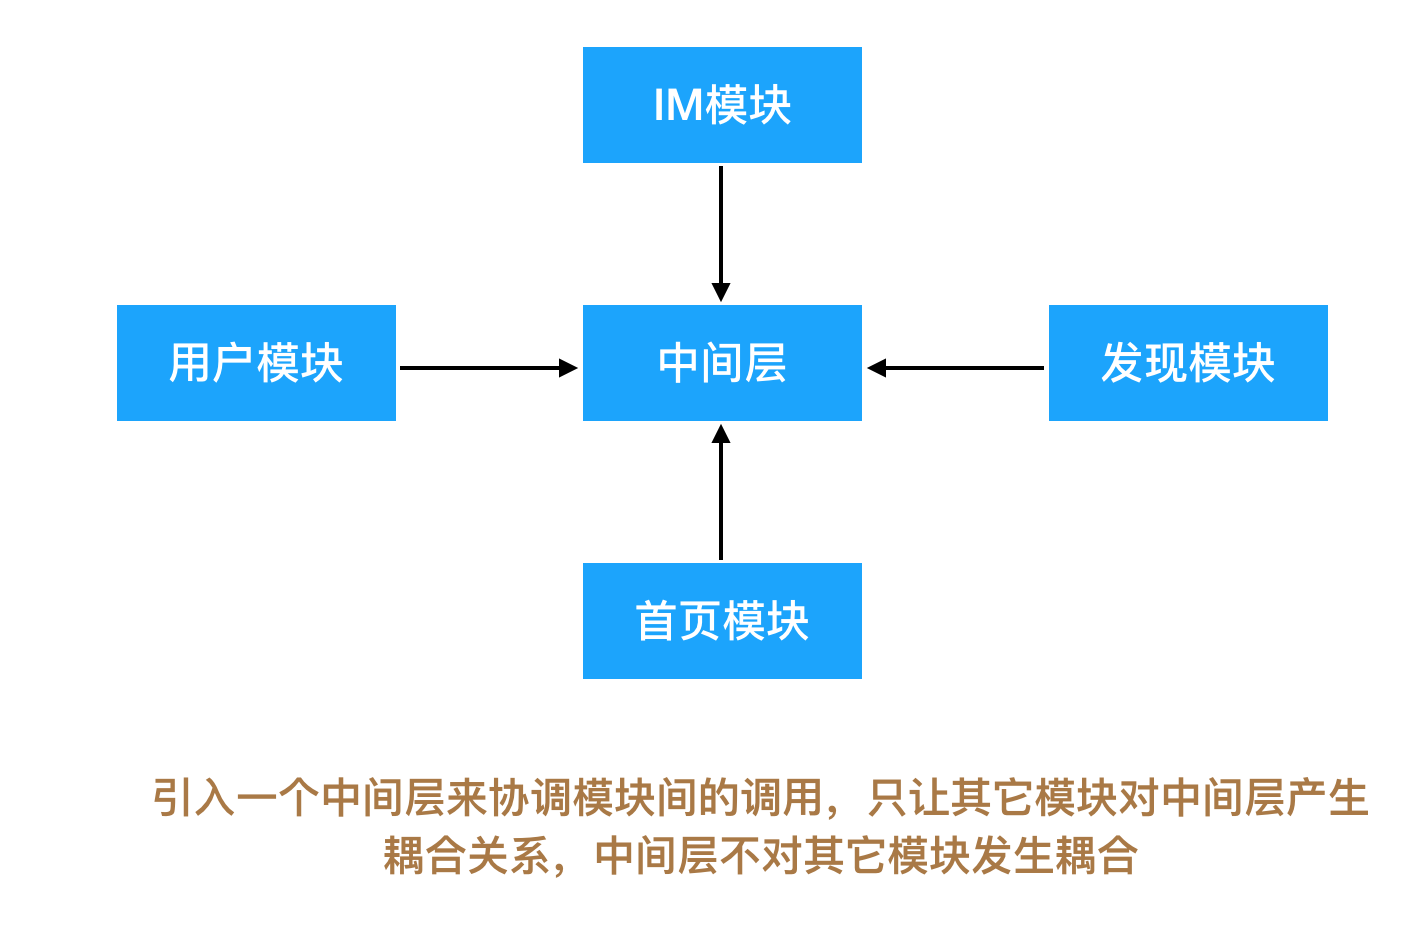 IM模块
用户模块
中间层
发现模块
首页模块
引入一个中间层来协调模块间的调用，只让其它模块对中间层产生
耦合关系，中间层不对其它模块发生耦合